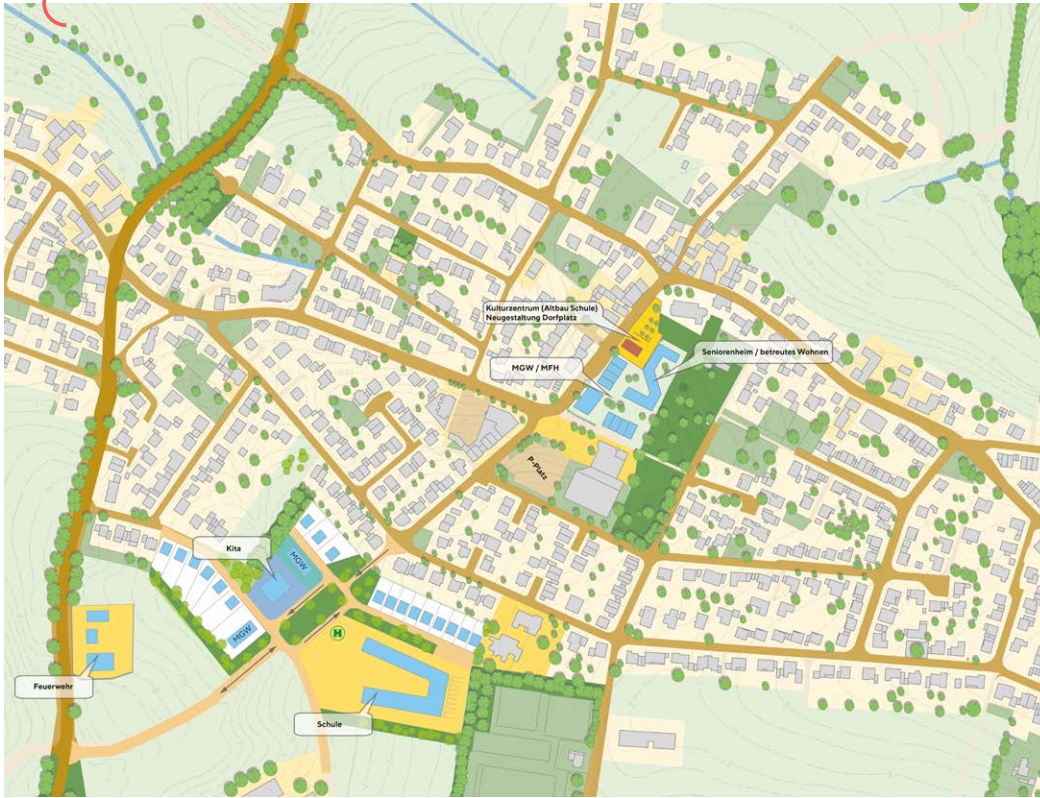 Kulturzentrum (Altbau Schule)
Neugestaltung Dorfplatz
Seniorenheim / betreutes Wohnen
MGW / MFH
P-Platz
Kita
MGW
MGW
H
Feuerwehr
Schule